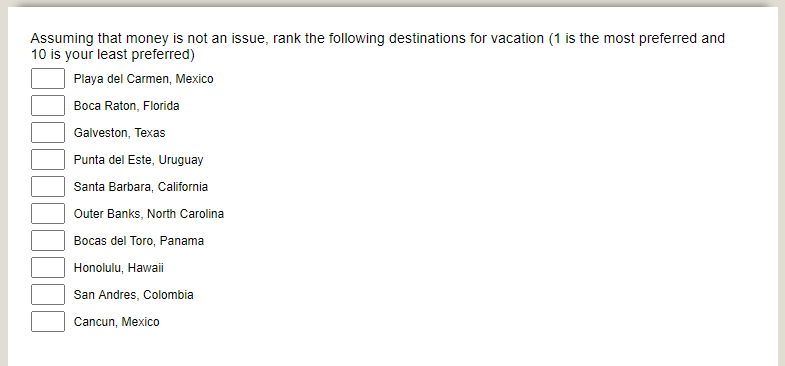 Assuming that money is not an issue, rank the following destinations for vacation (1 is the most preferred and
10 is your least preferred)
Playa del Carmen, Mexico
Boca Raton, Florida
Galveston, Texas
Punta del Este, Uruguay
Santa Barbara, California
Outer Banks, North Carolina
Bocas del Toro, Panama
Honolulu, Hawaii
San Andres, Colombia
Cancun, Mexico